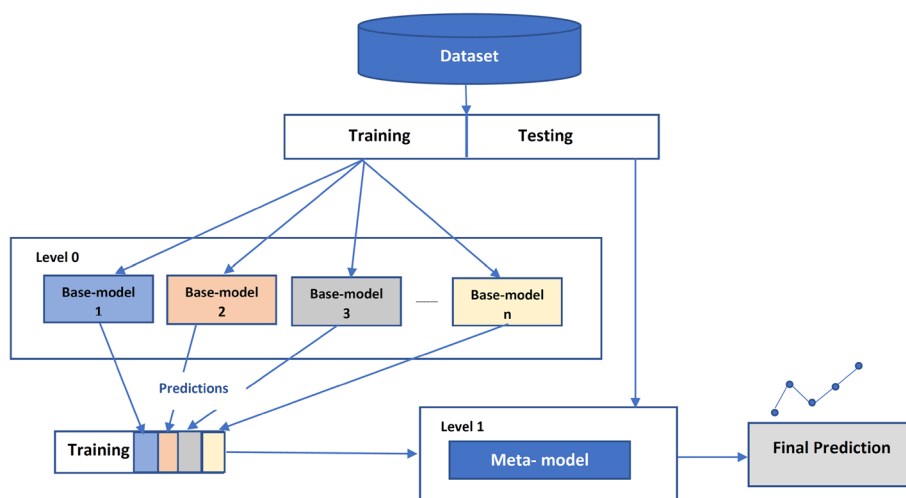 Dataset
Training Testing
Level 0
Base-model Base-model Base-model Base-model
1 2 3 n
Predictions
Training
Level 1
Meta- model
Final Prediction